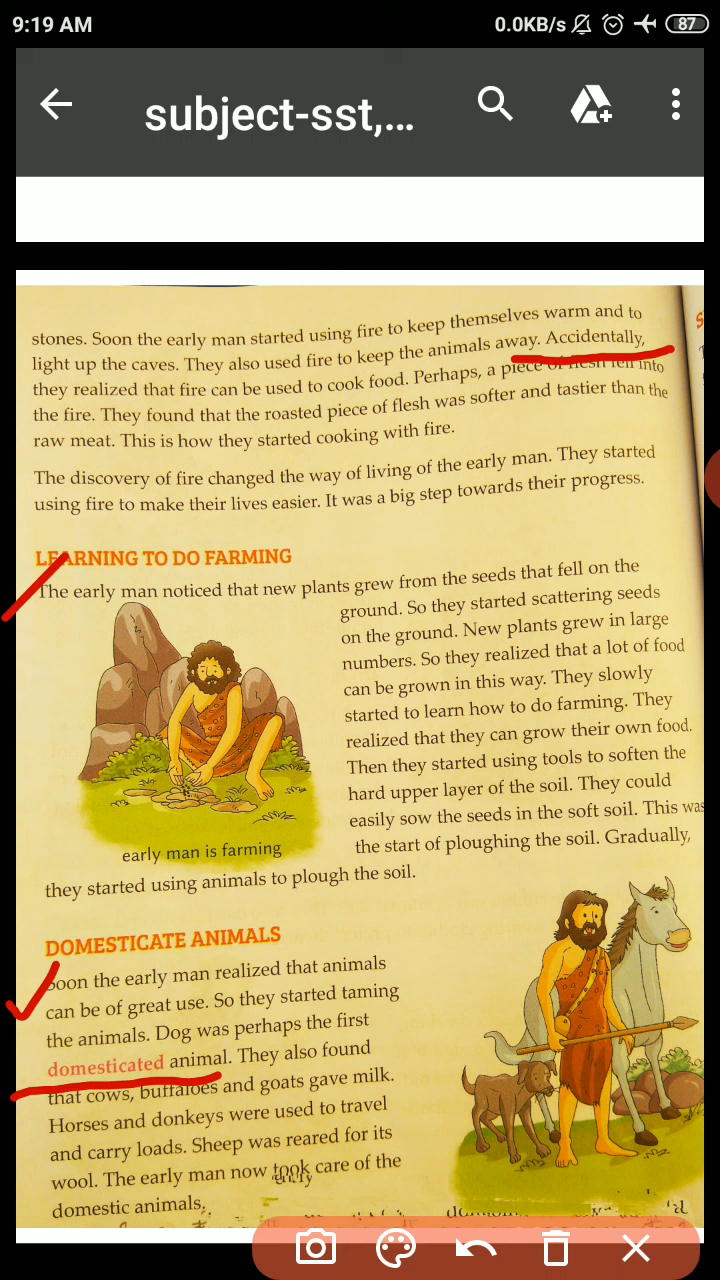 9:19 AM
0.0KB/s
87
subject-sst,...
stones. Soon the early man started using fire to keep themselves warm and to
light up the caves. They also used fire to keep the animals away. Accidentally,
they realized that fire can be used to cook food. Perhaps, a piece of flesh fell into
the fire. They found that the roasted piece of flesh was softer and tastier than the
raw meat. This is how they started cooking with fire.
The discovery of fire changed the way of living of the early man. They started
using fire to make their lives easier. It was a big step towards their progress.
LEARNING TO DO FARMING
The early man noticed that new plants grew from the seeds that fell on the
ground. So they started scattering seeds
on the ground. New plants grew in large
numbers. So they realized that a lot of food
can be grown in this way. They slowly
started to learn how to do farming. They
realized that they can grow their own food.
Then they started using tools to soften the
hard upper layer of the soil. They could
easily sow the seeds in the soft soil. This was
the start of ploughing the soil. Gradually,
early man is farming
they started using animals to plough the soil.
DOMESTICATE ANIMALS
Soon the early man realized that animals
can be of great use. So they started taming
the animals. Dog was perhaps the first
domesticated animal. They also found
that cows, buffaloes and goats gave milk.
Horses and donkeys were used to travel
and carry loads. Sheep was reared for its
wool. The early man now took care of the
domestic animals.